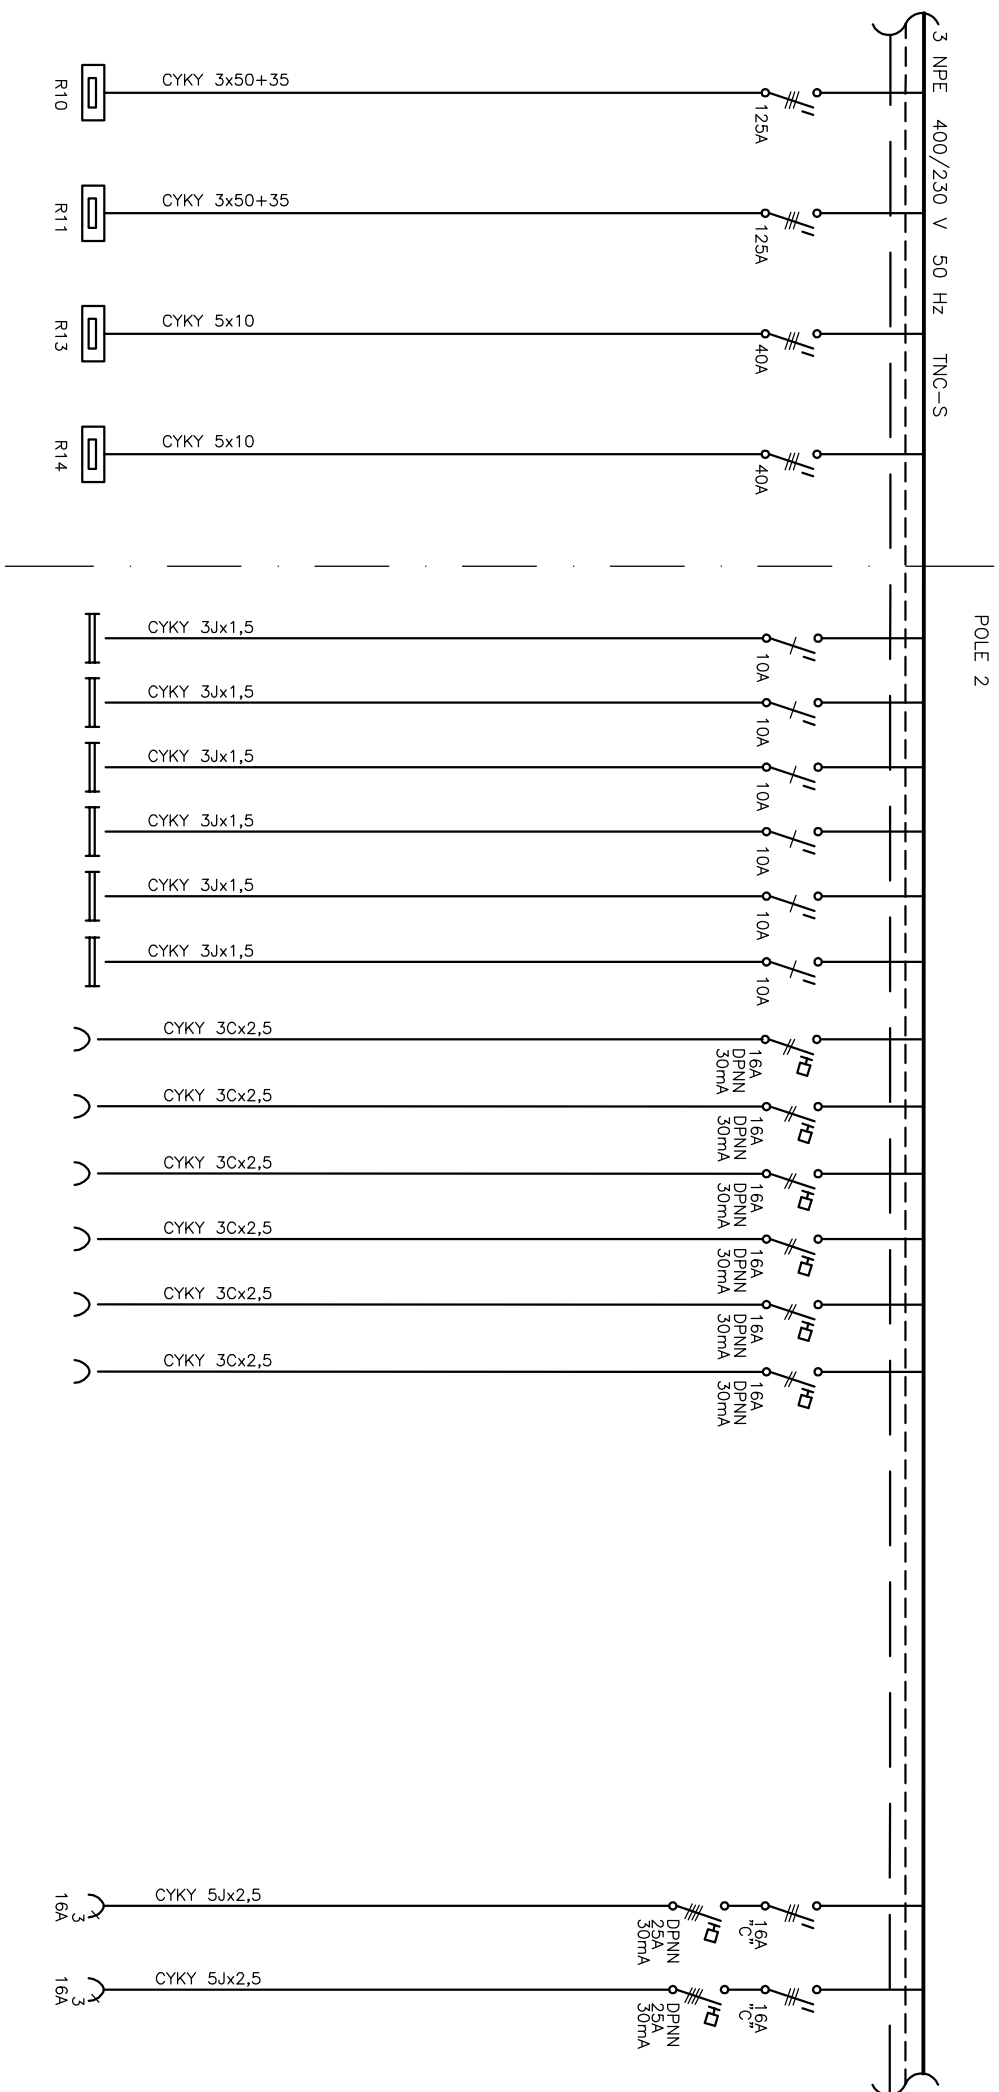 3 NPE 400/230 V 50 Hz TNC-S
POLE 2
CYKY 3x50+35
125A
R10
CYKY 3x50+35
125A
R11
CYKY 5x10
40A
R13
CYKY 5x10
40A
R14
CYKY 3Jx1,5
10A
CYKY 3Jx1,5
10A
CYKY 3Jx1,5
10A
CYKY 3Jx1,5
10A
CYKY 3Jx1,5
10A
CYKY 3Jx1,5
10A
CYKY 3Cx2,5
16A
DPNN
30mA
CYKY 3Cx2,5
16A
DPNN
30mA
CYKY 3Cx2,5
16A
DPNN
30mA
CYKY 3Cx2,5
16A
DPNN
30mA
CYKY 3Cx2,5
16A
DPNN
30mA
CYKY 3Cx2,5
16A
DPNN
30mA
CYKY 5Jx2,5
16A
„C”
DPNN
25A
30mA
3
16A
CYKY 5Jx2,5
16A
„C”
DPNN
25A
30mA
3
16A